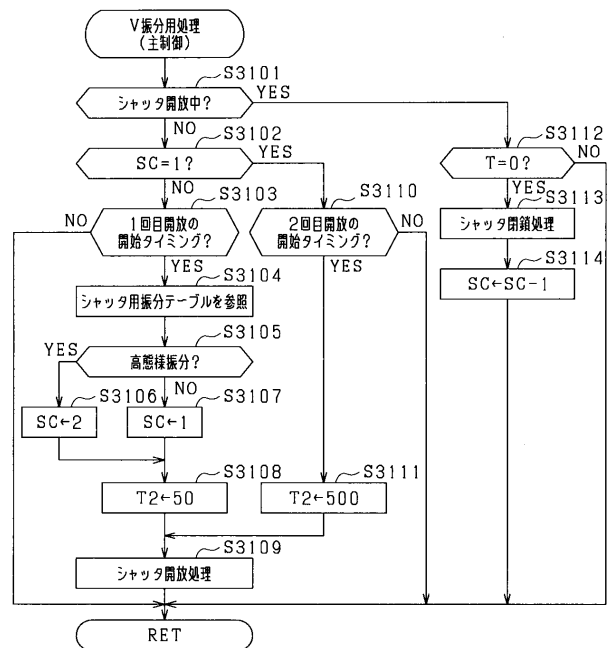 V振分用処理
(主制御)
S3101
シャッタ開放中?
YES
NO
S3102
SC=1?
YES
NO
S3112
T=0?
NO
YES
S3103
1回目開放の
開始タイミング?
NO
YES
S3110
2回目開放の
開始タイミング?
NO
YES
S3113
シャッタ閉鎖処理
S3114
SC←SC-1
S3104
シャッタ用振分テーブルを参照
S3105
高態様振分?
YES
NO
S3106
SC←2
S3107
SC←1
S3108
T2←50
S3111
T2←500
S3109
シャッタ開放処理
RET